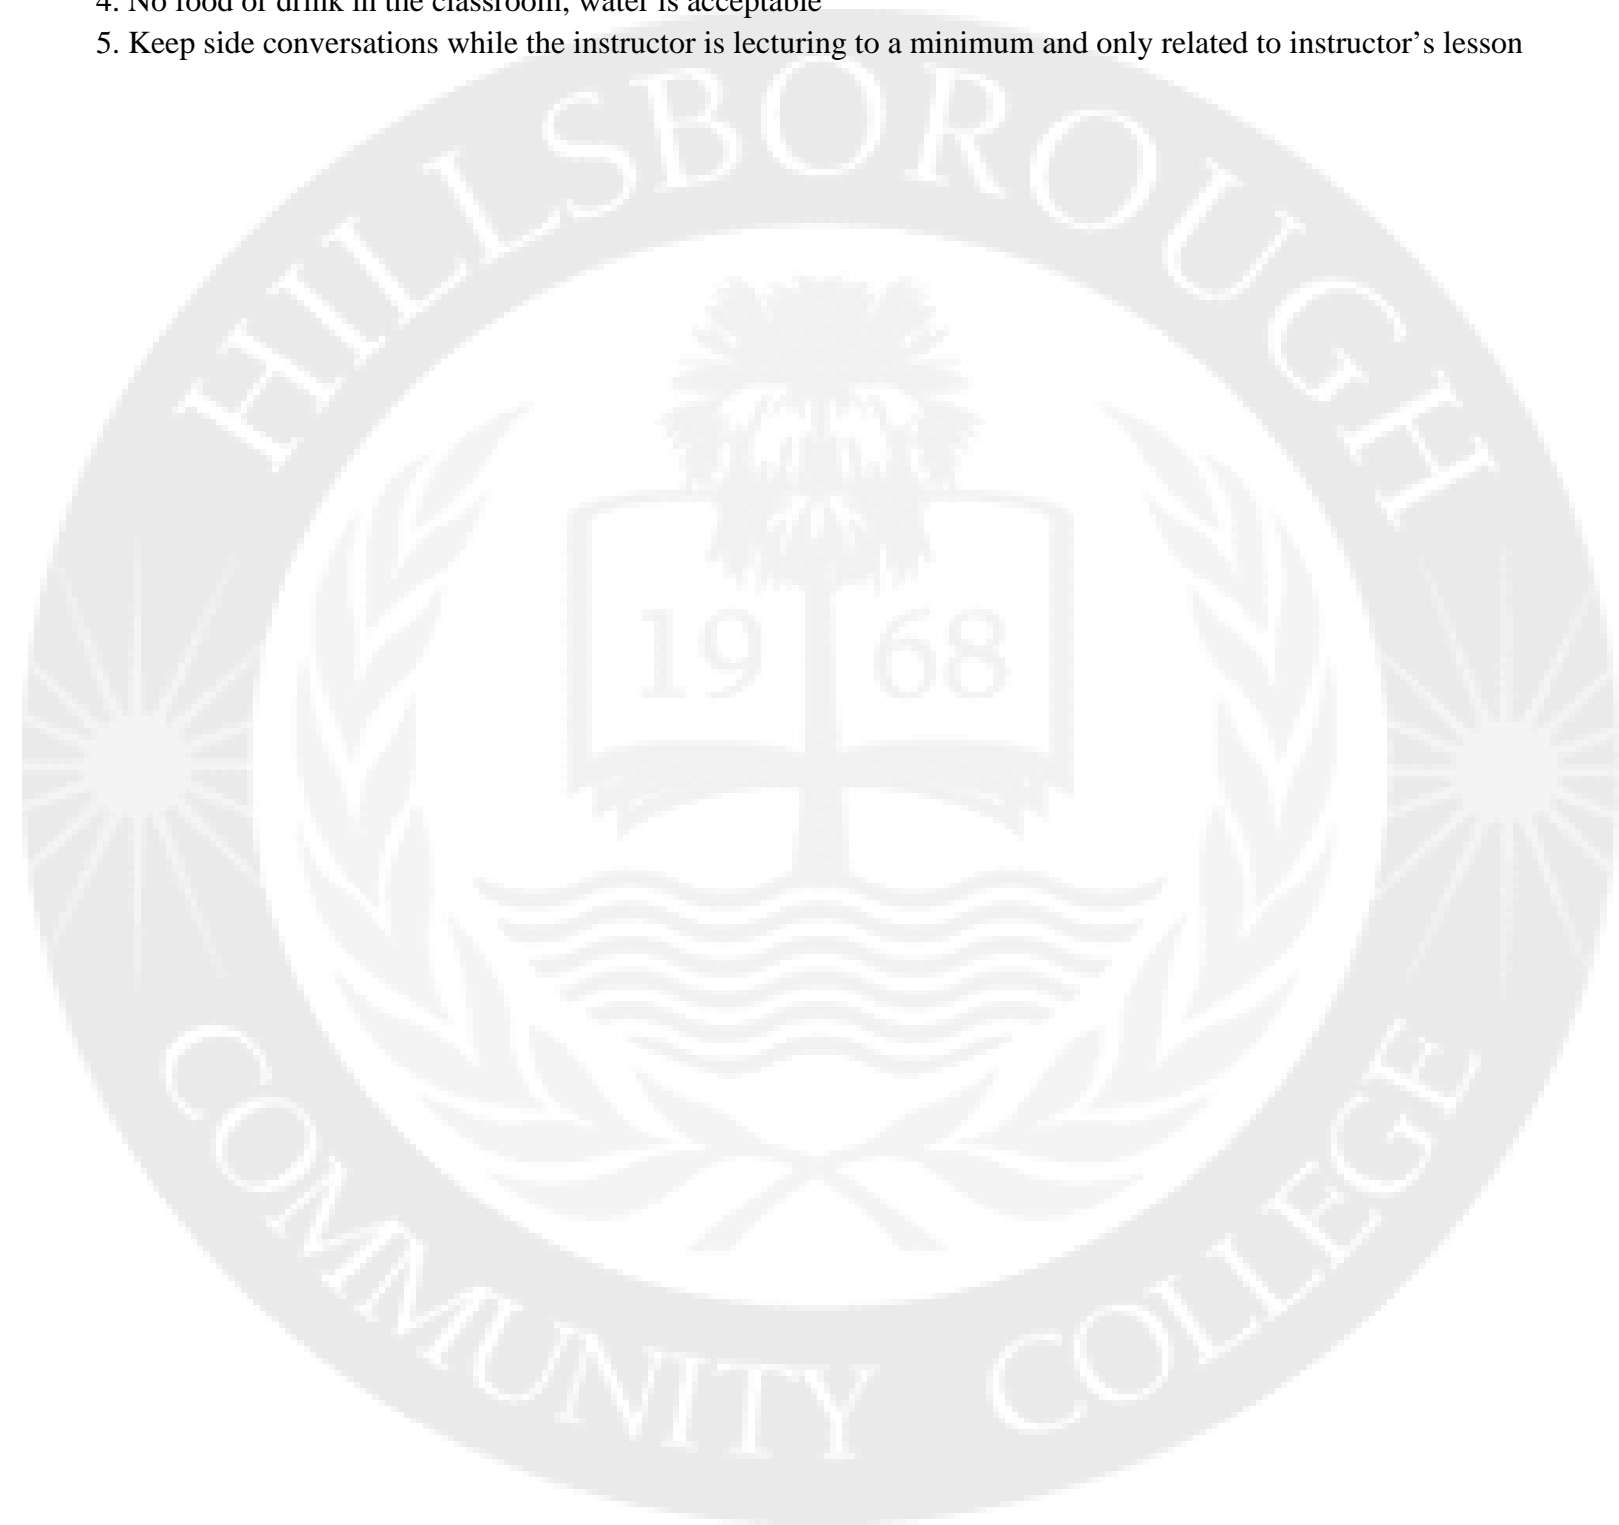 4. No food or drink in the classroom, water is acceptable
5. Keep side conversations while the instructor is lecturing to a minimum and only related to instructor’s lesson
HILLSBOROUGH
19 68
COMMUNITY COLLEGE